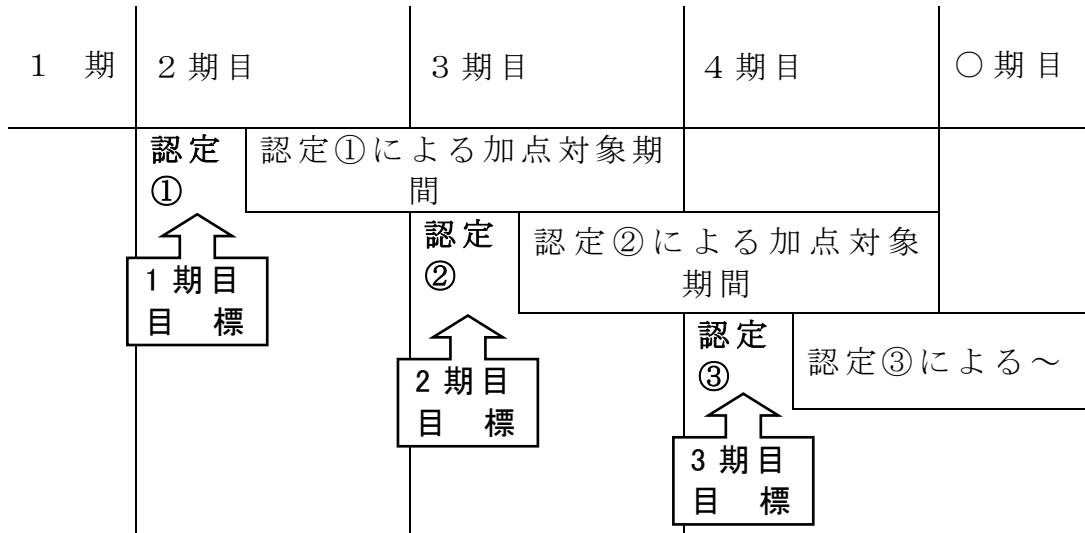 1 期
2期目
3期目
4期目
○期目
認定
①
認定①による加点対象期
間
1期目
目 標
認定
②
認定②による加点対象
期間
2期目
目 標
認定
③
認定③による~
3期目
目 標